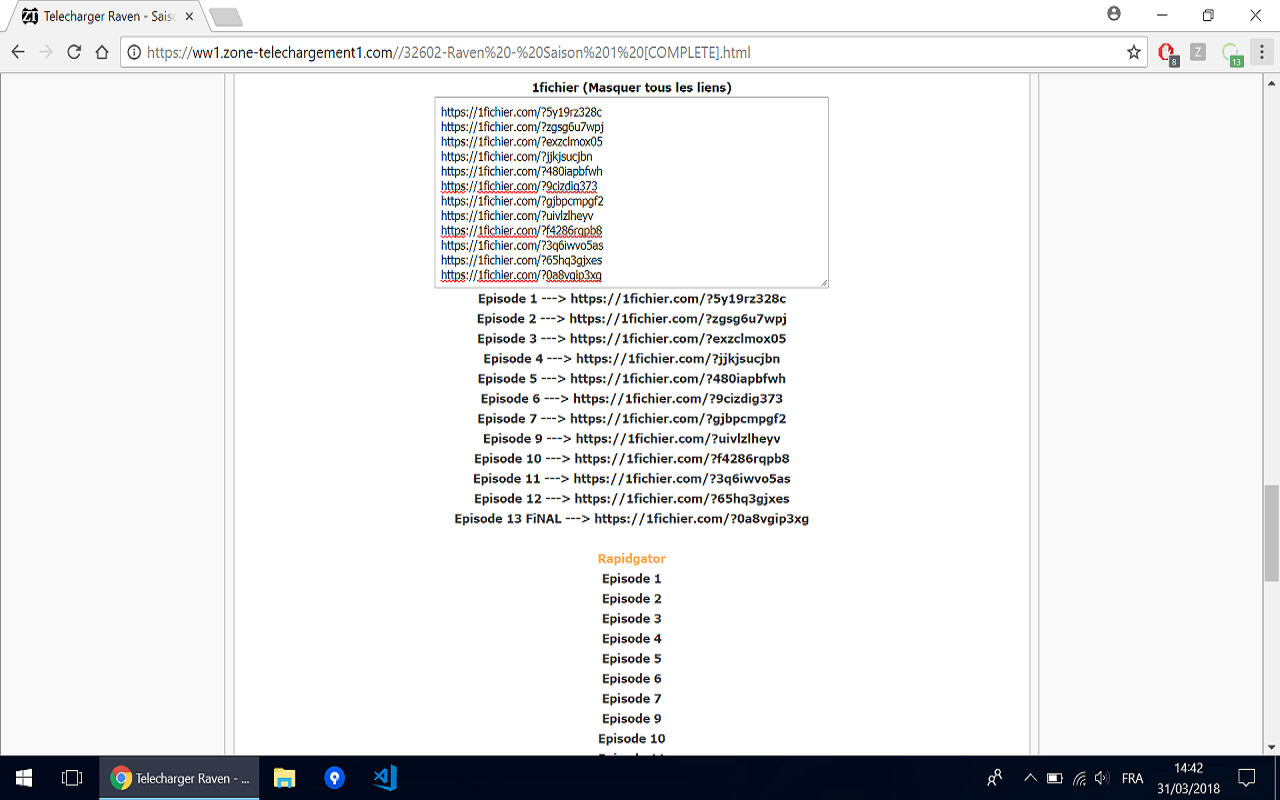 Telecharger Raven - Sais
https://ww1.zone-telechargement1.com//32602-Raven%20-%20Saison%201%20[COMPLETE].html
8
Z
13
1fichier (Masquer tous les liens)
https://1fichier.com/?5y19rz328c
https://1fichier.com/?zgsg6u7wpj
https://1fichier.com/?exzclmox05
https://1fichier.com/?jjkjsucjbn
https://1fichier.com/?480iapbfwh
https://1fichier.com/?9cizdig373
https://1fichier.com/?gjbpcmpgf2
https://1fichier.com/?uivlzlheyv
https://1fichier.com/?f4286rqpb8
https://1fichier.com/?3q6iwvo5as
https://1fichier.com/?65hq3gjxes
https://1fichier.com/?0a8vgip3xg
Episode 1 ---> https://1fichier.com/?5y19rz328c
Episode 2 ---> https://1fichier.com/?zgsg6u7wpj
Episode 3 ---> https://1fichier.com/?exzclmox05
Episode 4 ---> https://1fichier.com/?jjkjsucjbn
Episode 5 ---> https://1fichier.com/?480iapbfwh
Episode 6 ---> https://1fichier.com/?9cizdig373
Episode 7 ---> https://1fichier.com/?gjbpcmpgf2
Episode 9 ---> https://1fichier.com/?uivlzlheyv
Episode 10 ---> https://1fichier.com/?f4286rqpb8
Episode 11 ---> https://1fichier.com/?3q6iwvo5as
Episode 12 ---> https://1fichier.com/?65hq3gjxes
Episode 13 FiNAL ---> https://1fichier.com/?0a8vgip3xg
Rapidgator
Episode 1
Episode 2
Episode 3
Episode 4
Episode 5
Episode 6
Episode 7
Episode 9
Episode 10
Telecharger Raven - ...
FRA
14:42
31/03/2018